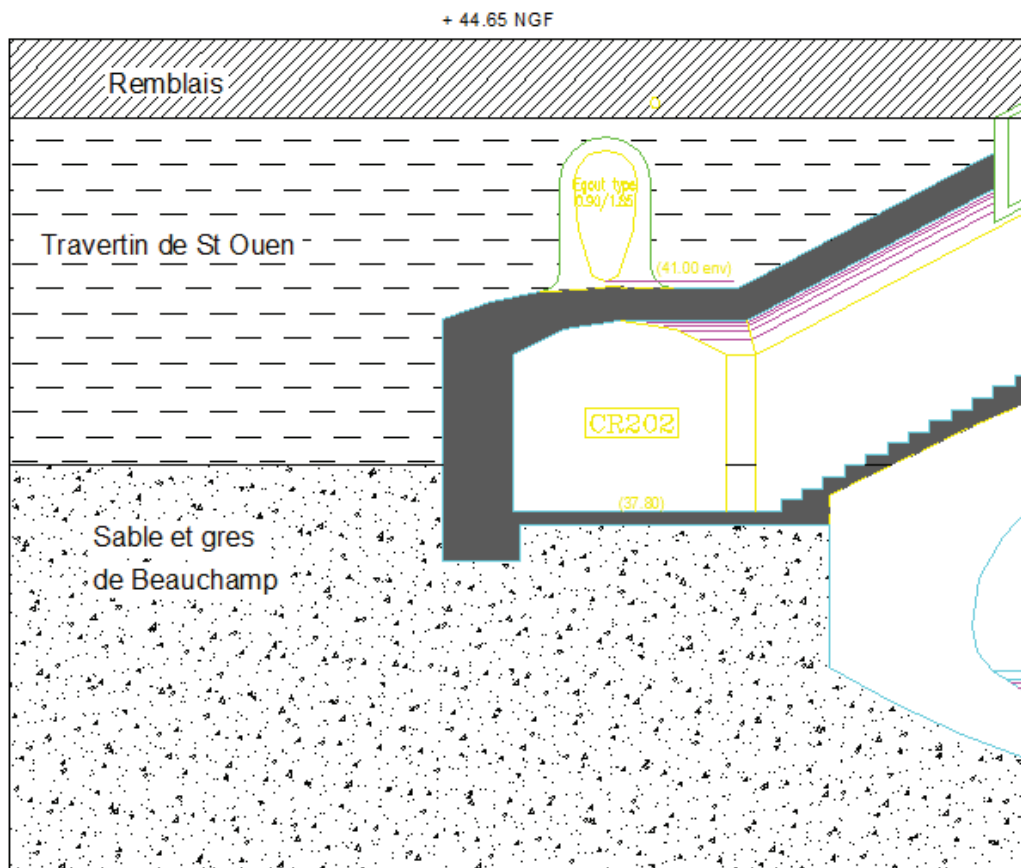 + 44.65 NGF
Remblais
Egout type
0.90/1.85
Travertin de St Ouen
(41.00 env)
CR202
(37.80)
Sable et gres
de Beauchamp